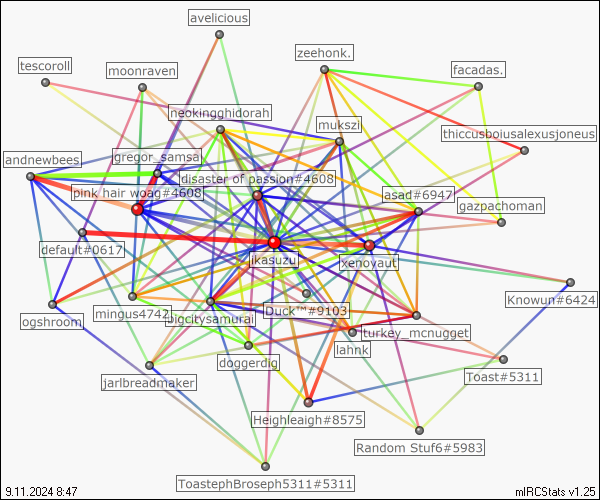 avelicious
zeehonk.
tescoroll
moonraven
facadas.
neokingghidorah
mukszi
thiccusboiusalexusjoneus
andnewbees
gregor_samsa
disaster of passion#4608
pink hair woag#4608
asad#6947
gazpachoman
default#0617
jkasuzu
xenoyaut
Knowun#6424
ogshroom
mingus4742
bigcitysamurai
Duck™#9103
turkey_mcnugget
lahnk
doggerdig
Toast#5311
jarlbreadmaker
Heighleaigh#8575
Random Stuf6#5983
ToastephBroseph5311#5311
9.11.2024 8:47
mIRCStats v1.25